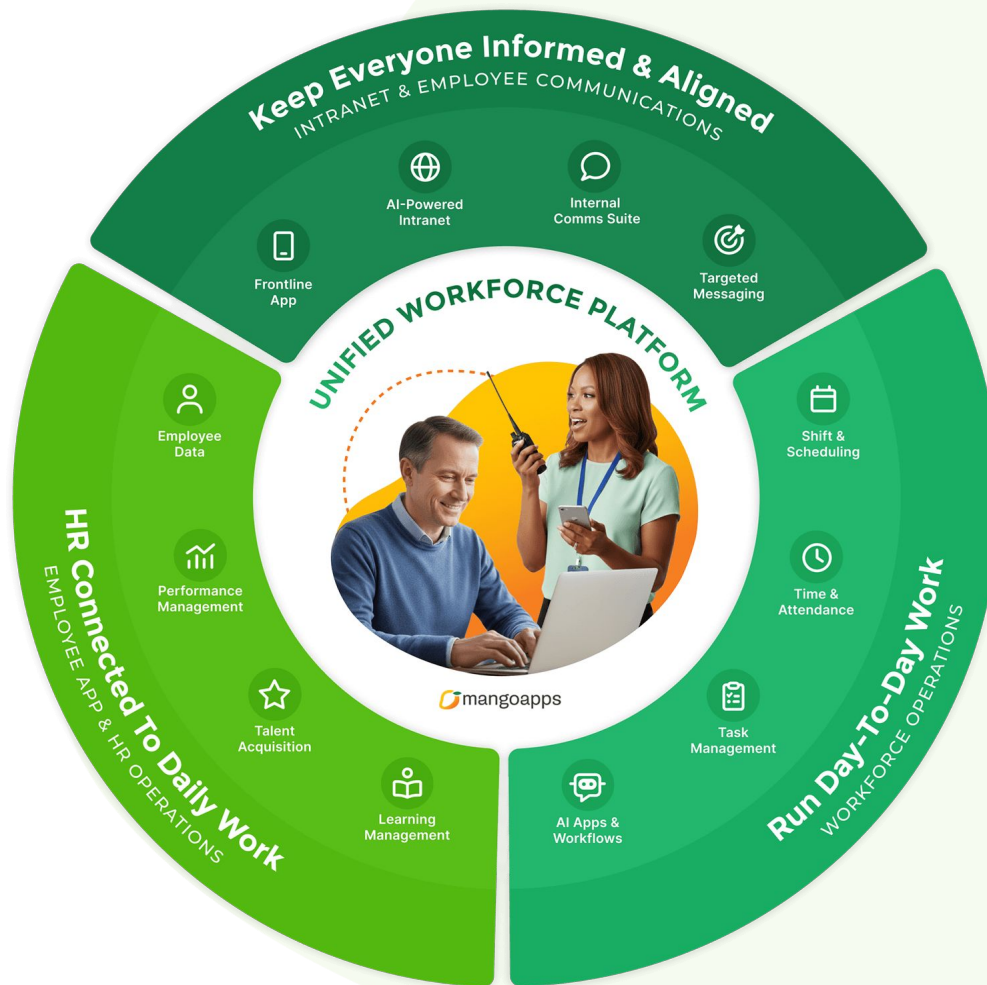 Keep Everyone Informed & Aligned
INTRANET & EMPLOYEE COMMUNICATIONS
Frontline
App
AI-Powered
Intranet
Internal
Comms Suite
Targeted
Messaging
UNIFIED WORKFORCE PLATFORM
mangoapps
Shift &
Scheduling
Time &
Attendance
Task
Management
AI Apps &
Workflows
Run Day-To-Day Work
WORKFORCE OPERATIONS
Employee
Data
Performance
Management
Talent
Acquisition
Learning
Management
HR Connected To Daily Work
EMPLOYEE APP & HR OPERATIONS